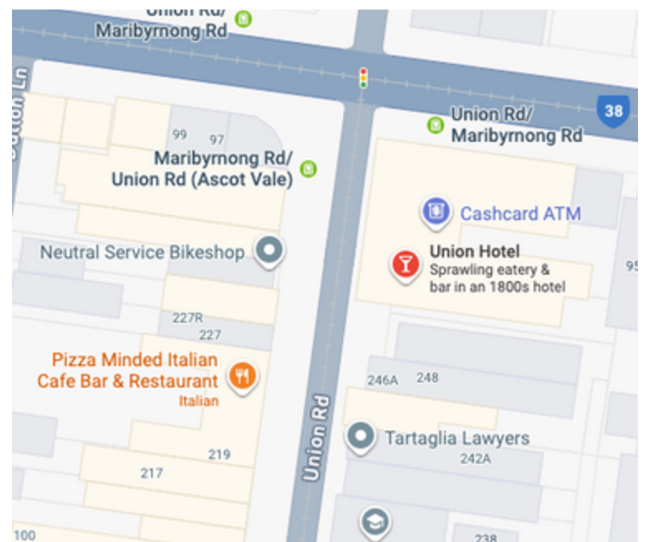 Union Rd/
Maribyrnong Rd
38
Union Rd/
Maribyrnong Rd
99
97
Maribyrnong Rd/
Union Rd (Ascot Vale)
Cashcard ATM
Neutral Service Bikeshop
Union Hotel
Sprawling eatery &
bar in an 1800s hotel
95
227R
227
Pizza Minded Italian
Cafe Bar & Restaurant
Italian
246A
248
Union Rd
Tartaglia Lawyers
242A
219
217
100
238